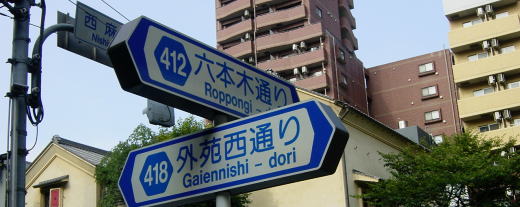 西麻
Nishi
412 六本木通り
Roppongi - 
418 外苑西通り
Gaiennishi - dori